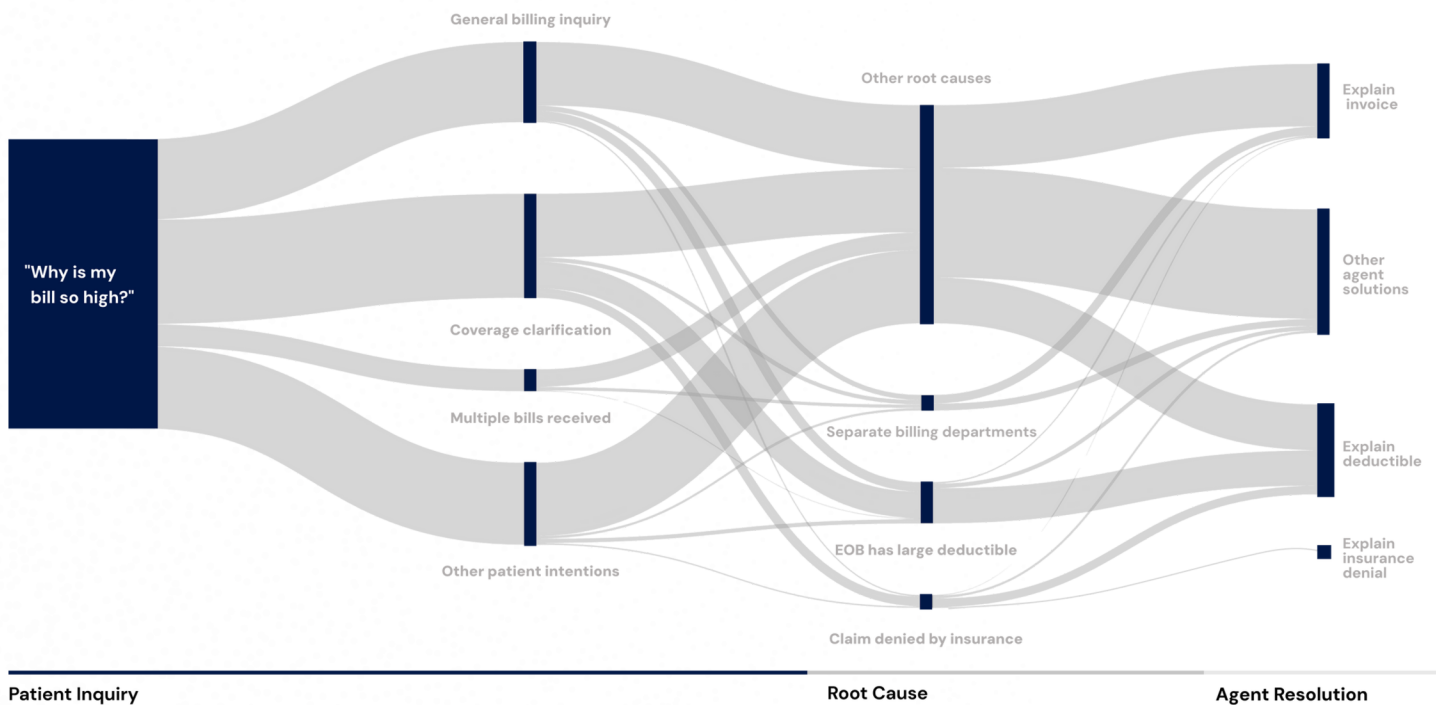 General billing inquiry
Other root causes
Explain
invoice
"Why is my
bill so high?"
Other
agent
solutions
Coverage clarification
Multiple bills received
Separate billing departments
Explain
deductible
EOB has large deductible
Explain
insurance
denial
Other patient intentions
Claim denied by insurance
Patient Inquiry
Root Cause
Agent Resolution